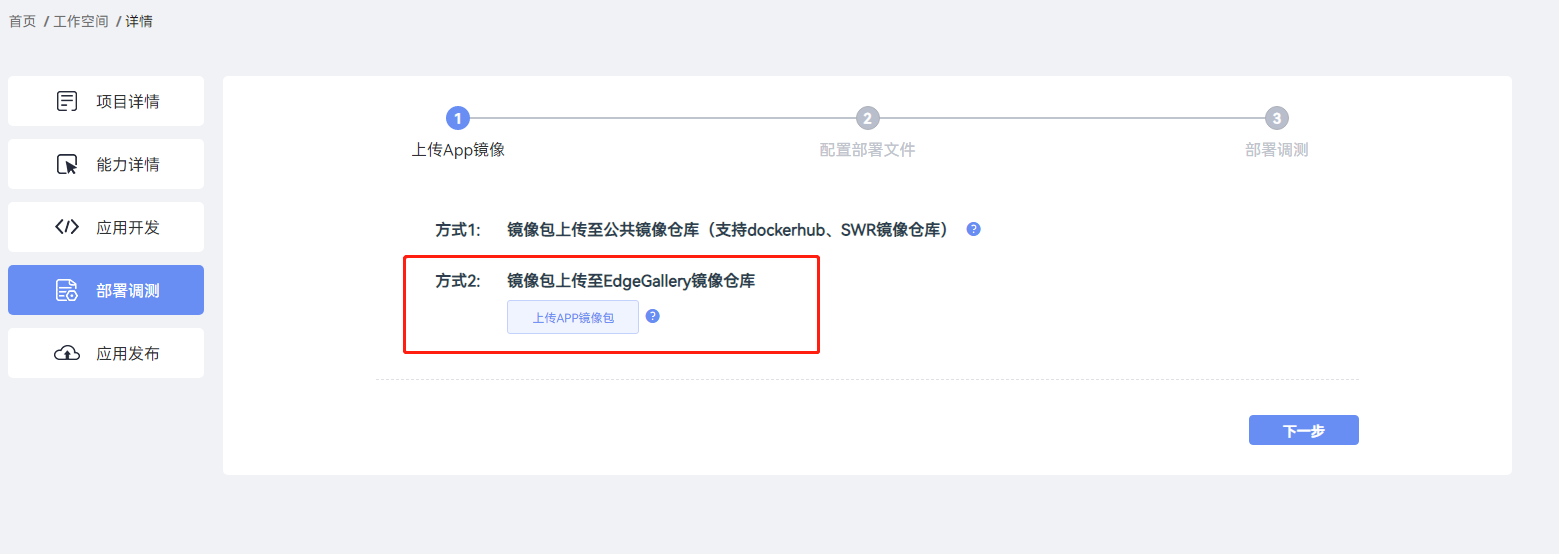 首页 / 工作空间 / 详情
项目详情
能力详情
应用开发
部署调测
应用发布
1
2
3
上传App镜像
配置部署文件
部署调测
方式1: 镜像包上传至公共镜像仓库（支持dockerhub、SWR镜像仓库） ?
方式2: 镜像包上传至EdgeGallery镜像仓库
上传APP镜像包 ?
下一步